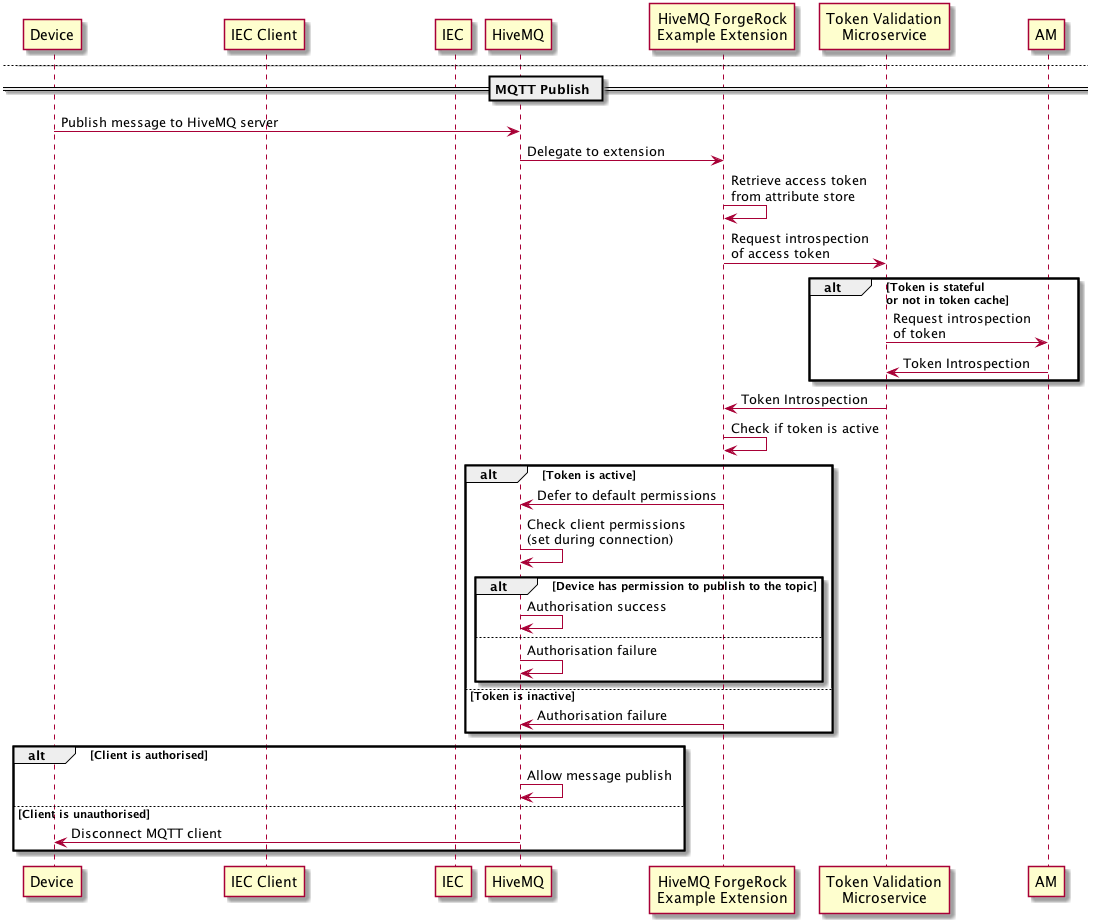 Device
IEC Client
IEC
HiveMQ
HiveMQ ForgeRock
Example Extension
Token Validation
Microservice
AM
MQTT Publish
Publish message to HiveMQ server
Delegate to extension
Retrieve access token
from attribute store
Request introspection
of access token
alt
[Token is stateful
or not in token cache]
Request introspection
of token
Token Introspection
Token Introspection
Check if token is active
alt
[Token is active]
Defer to default permissions
Check client permissions
(set during connection)
alt
[Device has permission to publish to the topic]
Authorisation success
Authorisation failure
[Token is inactive]
Authorisation failure
alt
[Client is authorised]
Allow message publish
[Client is unauthorised]
Disconnect MQTT client
Device
IEC Client
IEC
HiveMQ
HiveMQ ForgeRock
Example Extension
Token Validation
Microservice
AM